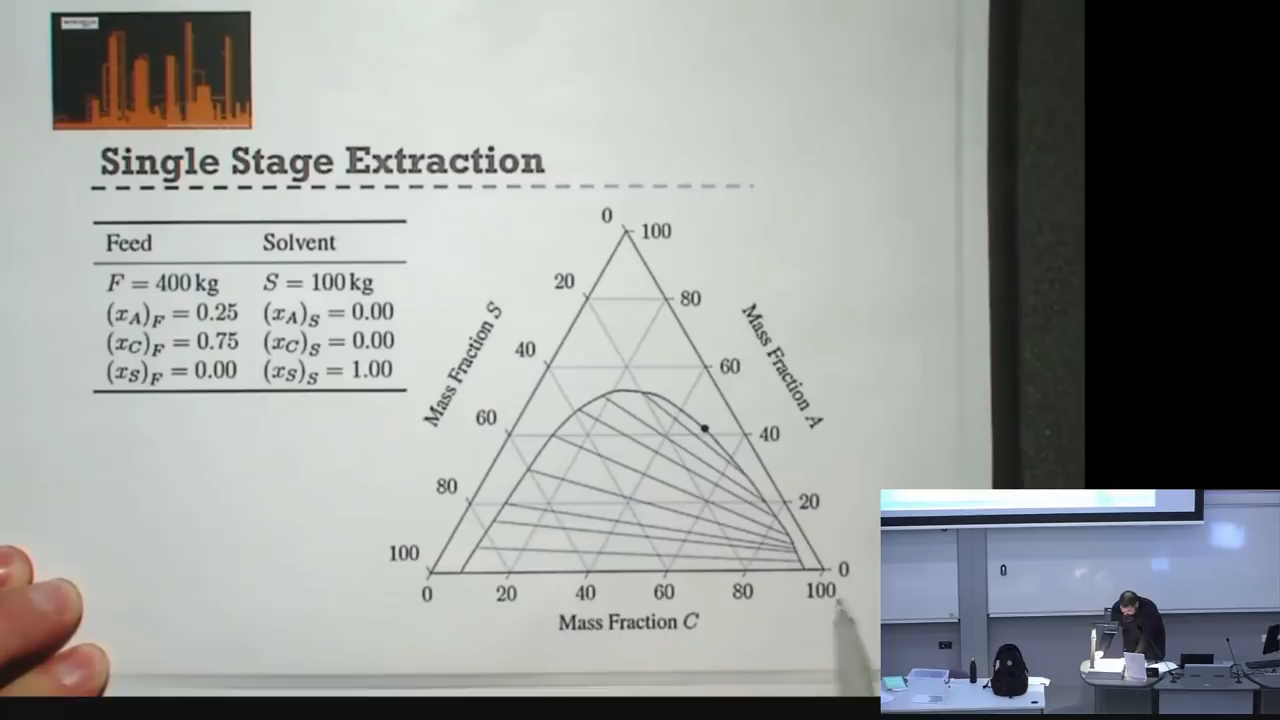 Single Stage Extraction
Feed Solvent
F = 400 kg S = 100 kg
(x_A)_F = 0.25 (x_A)_S = 0.00
(x_C)_F = 0.75 (x_C)_S = 0.00
(x_S)_F = 0.00 (x_S)_S = 1.00
0 100
20 80
40 60
60 40
80 20
100 0
Mass Fraction S
Mass Fraction A
0 20 40 60 80 100
Mass Fraction C